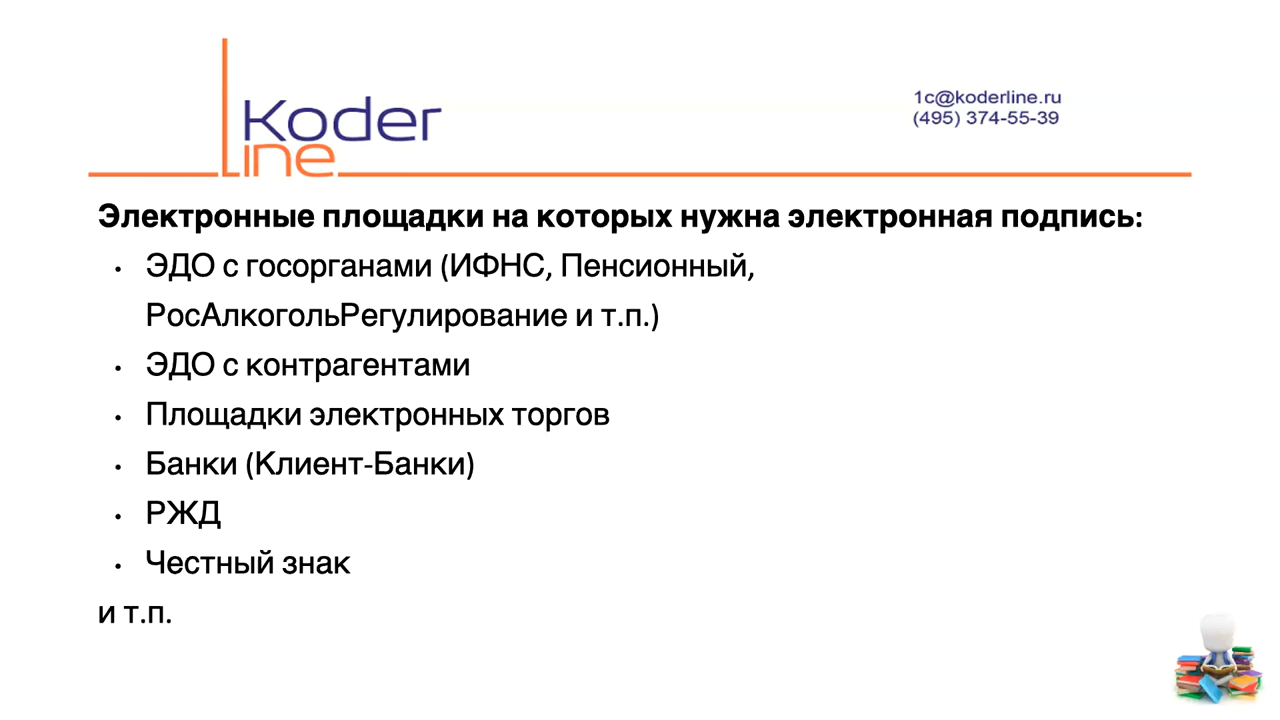 Koder
Line
1c@koderline.ru
(495) 374-55-39
Электронные площадки на которых нужна электронная подпись:
• ЭДО с госорганами (ИФНС, Пенсионный,
РосАлкогольРегулирование и т.п.)
• ЭДО с контрагентами
• Площадки электронных торгов
• Банки (Клиент-Банки)
• РЖД
• Честный знак
и т.п.